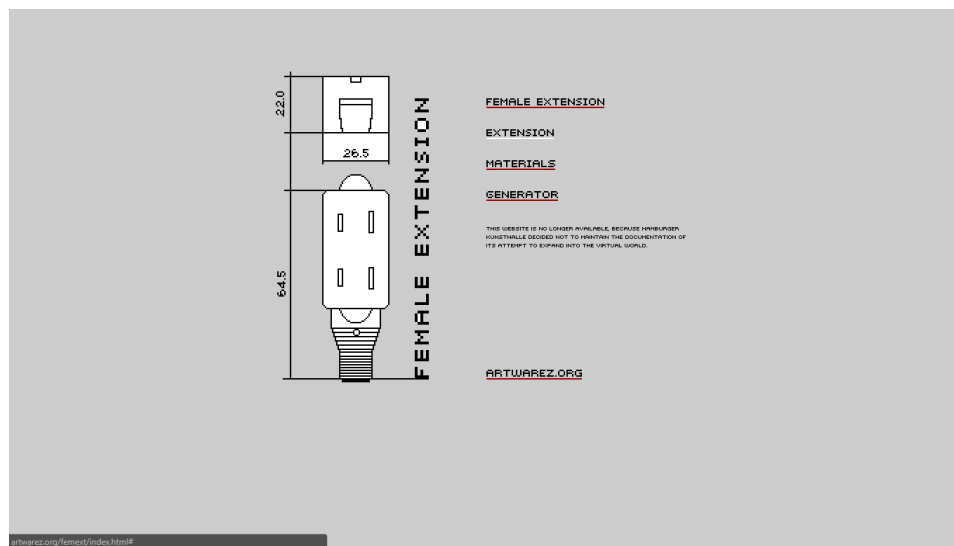 22.0
26.5
64.5
FEMALE EXTENSION
FEMALE EXTENSION
EXTENSION
MATERIALS
GENERATOR
THIS WEBSITE IS NO LONGER AVAILABLE, BECAUSE HAMBURGER
KUNSTHALLE DECIDED NOT TO MAINTAIN THE DOCUMENTATION OF
ITS ATTEMPT TO EXPAND INTO THE VIRTUAL WORLD.
ARTWAREZ.ORG
artwarez.org/femext/index.html#